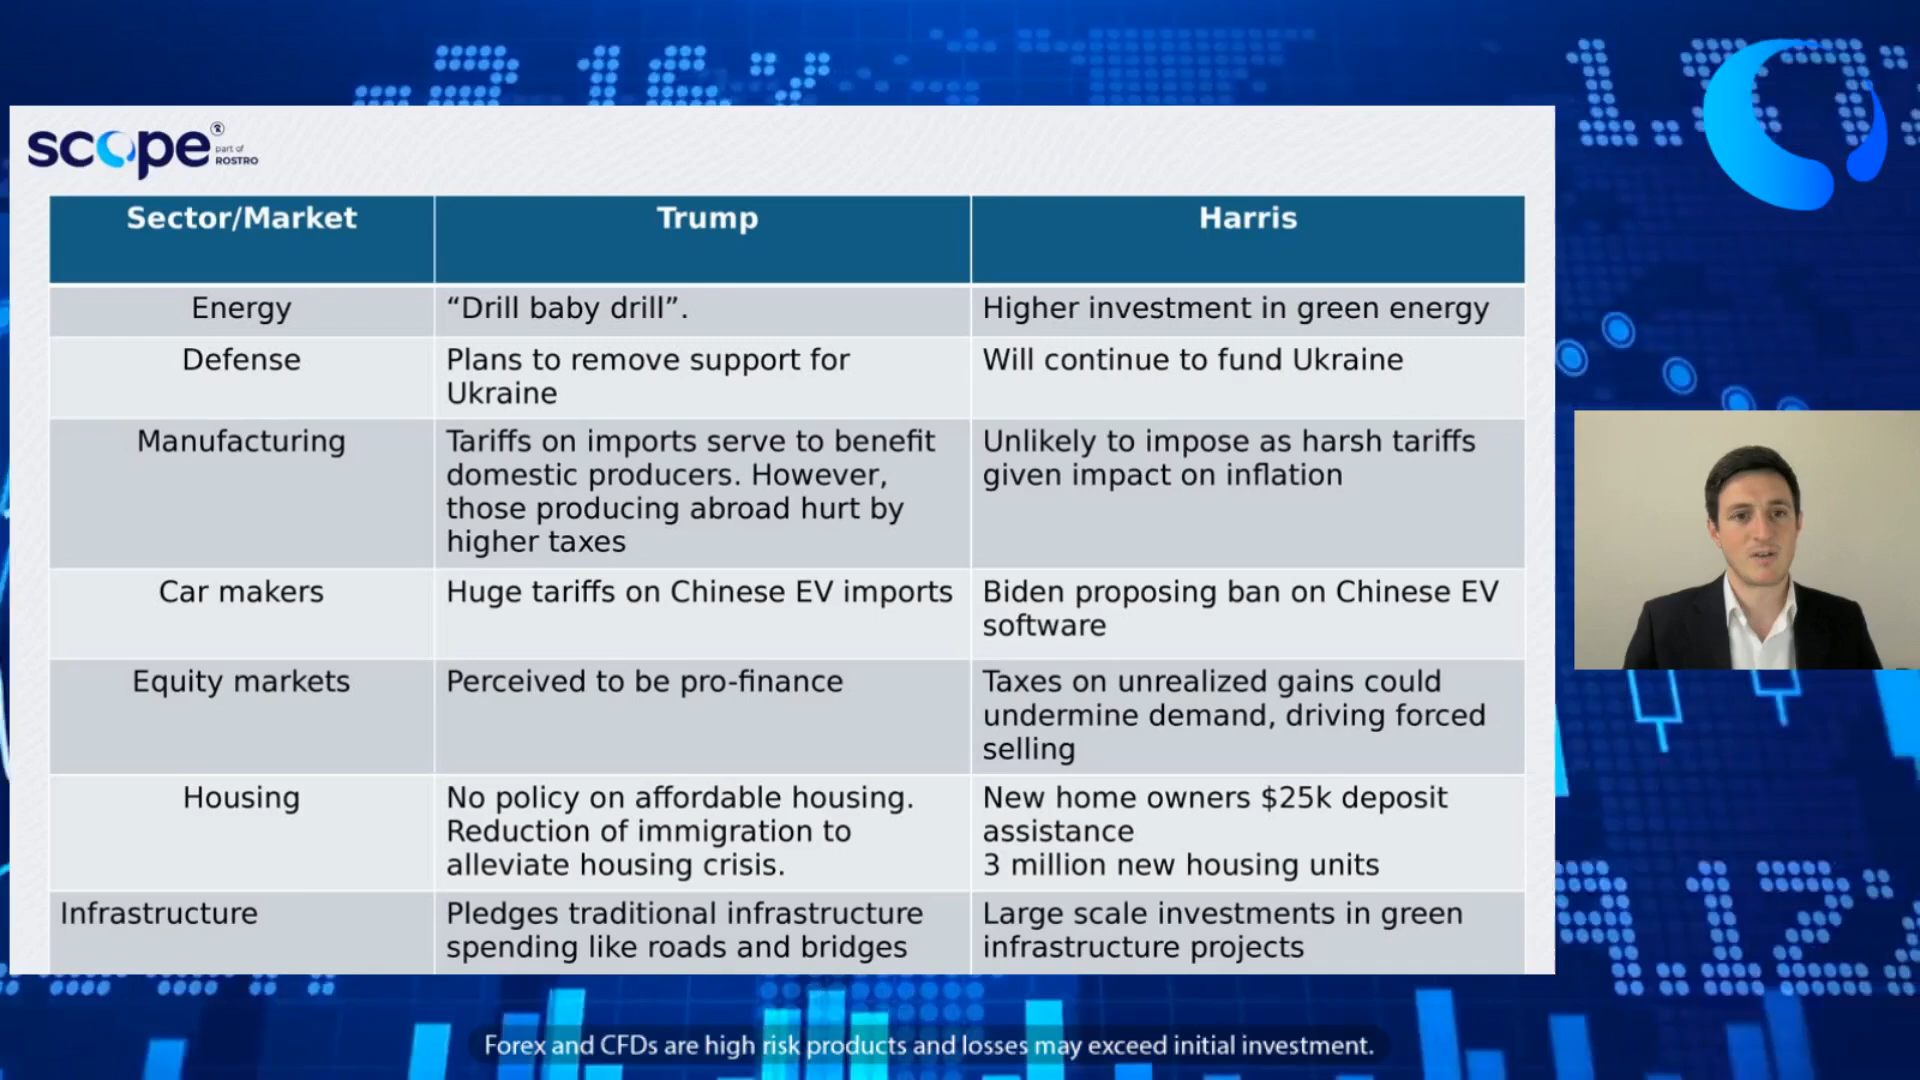 scope
part of
ROSTRO
Sector/Market
Trump
Harris
Energy
“Drill baby drill”.
Higher investment in green energy
Defense
Plans to remove support for
Ukraine
Will continue to fund Ukraine
Manufacturing
Tariffs on imports serve to benefit
domestic producers. However,
those producing abroad hurt by
higher taxes
Unlikely to impose as harsh tariffs
given impact on inflation
Car makers
Huge tariffs on Chinese EV imports
Biden proposing ban on Chinese EV
software
Equity markets
Perceived to be pro-finance
Taxes on unrealized gains could
undermine demand, driving forced
selling
Housing
No policy on affordable housing.
Reduction of immigration to
alleviate housing crisis.
New home owners $25k deposit
assistance
3 million new housing units
Infrastructure
Pledges traditional infrastructure
spending like roads and bridges
Large scale investments in green
infrastructure projects
Forex and CFDs are high risk products and losses may exceed initial investment.